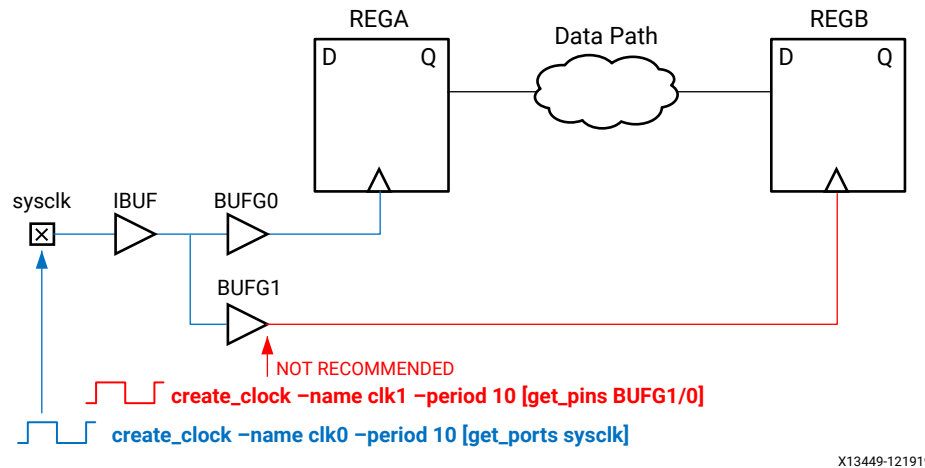 REGA
REGB
Data Path
D
Q
D
Q
sysclk
IBUF
BUFG0
BUFG1
NOT RECOMMENDED
create_clock –name clk1 –period 10 [get_pins BUFG1/0]
create_clock –name clk0 –period 10 [get_ports sysclk]